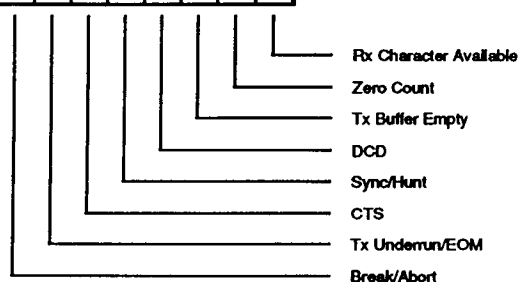 Rx Character Available
Zero Count
Tx Buffer Empty
DCD
Sync/Hunt
CTS
Tx Underrun/EOM
Break/Abort